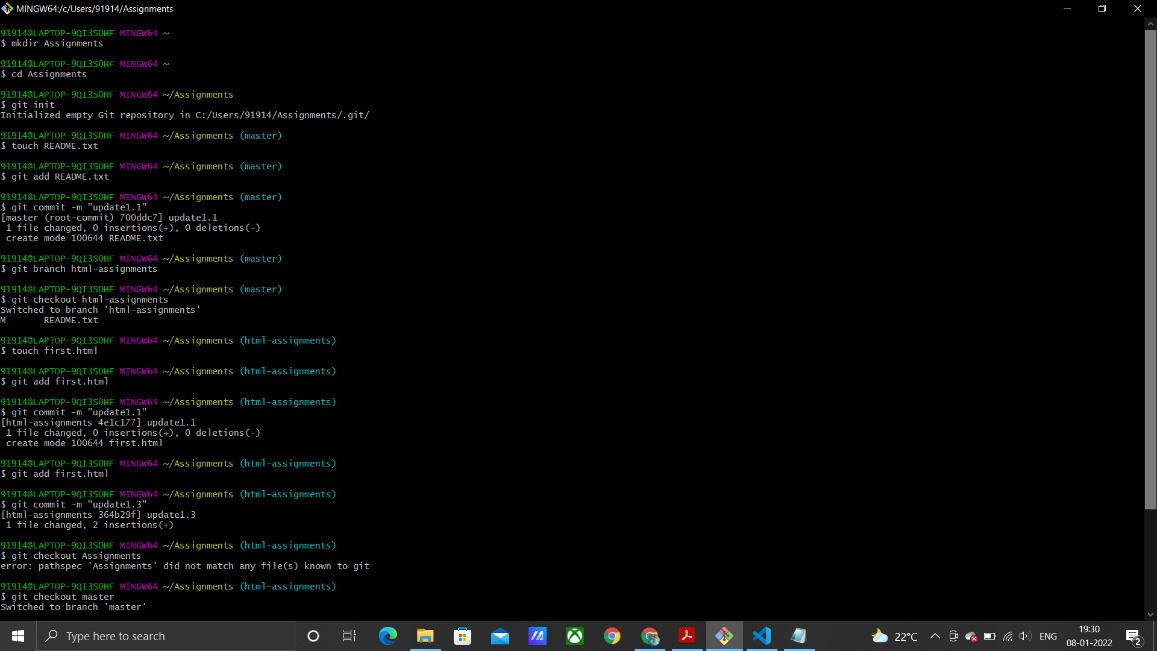 MINGW64:/c/Users/91914/Assignments
91914@LAPTOP-9QI3SOHF MINGW64 ~
$ mkdir Assignments
91914@LAPTOP-9QI3SOHF MINGW64 ~
$ cd Assignments
91914@LAPTOP-9QI3SOHF MINGW64 ~/Assignments
$ git init
Initialized empty Git repository in C:/Users/91914/Assignments/.git/
91914@LAPTOP-9QI3SOHF MINGW64 ~/Assignments (master)
$ touch README.txt
91914@LAPTOP-9QI3SOHF MINGW64 ~/Assignments (master)
$ git add README.txt
91914@LAPTOP-9QI3SOHF MINGW64 ~/Assignments (master)
$ git commit -m "update1.1"
[master (root-commit) 700ddc7] update1.1
1 file changed, 0 insertions(+), 0 deletions(-)
create mode 100644 README.txt
91914@LAPTOP-9QI3SOHF MINGW64 ~/Assignments (master)
$ git branch html-assignments
91914@LAPTOP-9QI3SOHF MINGW64 ~/Assignments (master)
$ git checkout html-assignments
Switched to branch 'html-assignments'
M README.txt
91914@LAPTOP-9QI3SOHF MINGW64 ~/Assignments (html-assignments)
$ touch first.html
91914@LAPTOP-9QI3SOHF MINGW64 ~/Assignments (html-assignments)
$ git add first.html
91914@LAPTOP-9QI3SOHF MINGW64 ~/Assignments (html-assignments)
$ git commit -m "update1.1"
[html-assignments 4e1c177] update1.1
1 file changed, 0 insertions(+), 0 deletions(-)
create mode 100644 first.html
91914@LAPTOP-9QI3SOHF MINGW64 ~/Assignments (html-assignments)
$ git add first.html
91914@LAPTOP-9QI3SOHF MINGW64 ~/Assignments (html-assignments)
$ git commit -m "update1.3"
[html-assignments 364b29f] update1.3
1 file changed, 2 insertions(+)
91914@LAPTOP-9QI3SOHF MINGW64 ~/Assignments (html-assignments)
$ git checkout Assignments
error: pathspec 'Assignments' did not match any file(s) known to git
91914@LAPTOP-9QI3SOHF MINGW64 ~/Assignments (html-assignments)
$ git checkout master
Switched to branch 'master'
Type here to search
22°C
ENG
19:30
08-01-2022
2